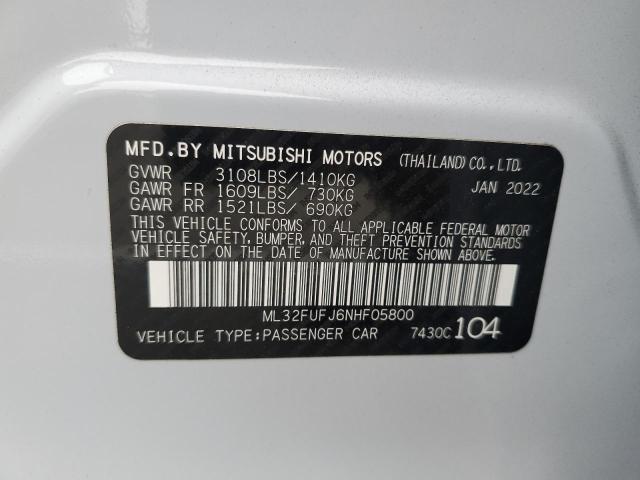 MFD.BY MITSUBISHI MOTORS (THAILAND) CO., LTD.
GVWR 3108LBS/1410KG JAN 2022
GAWR FR 1609LBS/ 730KG
GAWR RR 1521LBS/ 690KG
THIS VEHICLE CONFORMS TO ALL APPLICABLE FEDERAL MOTOR
VEHICLE SAFETY, BUMPER, AND THEFT PREVENTION STANDARDS
IN EFFECT ON THE DATE OF MANUFACTURE SHOWN ABOVE.
ML32FUFJ6NHF05800
VEHICLE TYPE:PASSENGER CAR 7430C 104